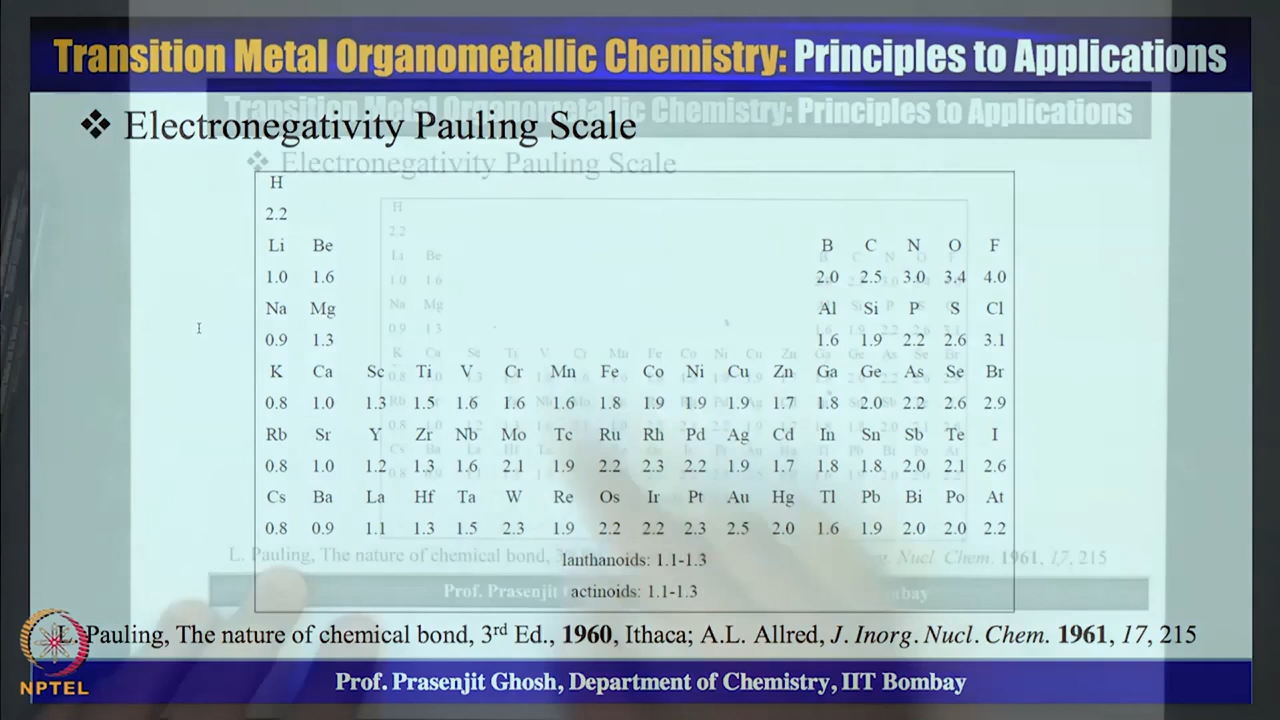 Transition Metal Organometallic Chemistry: Principles to Applications
❖ Electronegativity Pauling Scale
H
2.2
Li Be B C N O F
1.0 1.6 2.0 2.5 3.0 3.4 4.0
Na Mg Al Si P S Cl
0.9 1.3 1.6 1.9 2.2 2.6 3.1
K Ca Sc Ti V Cr Mn Fe Co Ni Cu Zn Ga Ge As Se Br
0.8 1.0 1.3 1.5 1.6 1.6 1.6 1.8 1.9 1.9 1.9 1.7 1.8 2.0 2.2 2.6 2.9
Rb Sr Y Zr Nb Mo Tc Ru Rh Pd Ag Cd In Sn Sb Te I
0.8 1.0 1.2 1.3 1.6 2.1 1.9 2.2 2.3 2.2 1.9 1.7 1.8 1.8 2.0 2.1 2.6
Cs Ba La Hf Ta W Re Os Ir Pt Au Hg Tl Pb Bi Po At
0.8 0.9 1.1 1.3 1.5 2.3 1.9 2.2 2.2 2.3 2.5 2.0 1.6 1.9 2.0 2.0 2.2
lanthanoids: 1.1-1.3
actinoids: 1.1-1.3
L. Pauling, The nature of chemical bond, 3rd Ed., 1960, Ithaca; A.L. Allred, J. Inorg. Nucl. Chem. 1961, 17, 215
NPTEL
Prof. Prasenjit Ghosh, Department of Chemistry, IIT Bombay